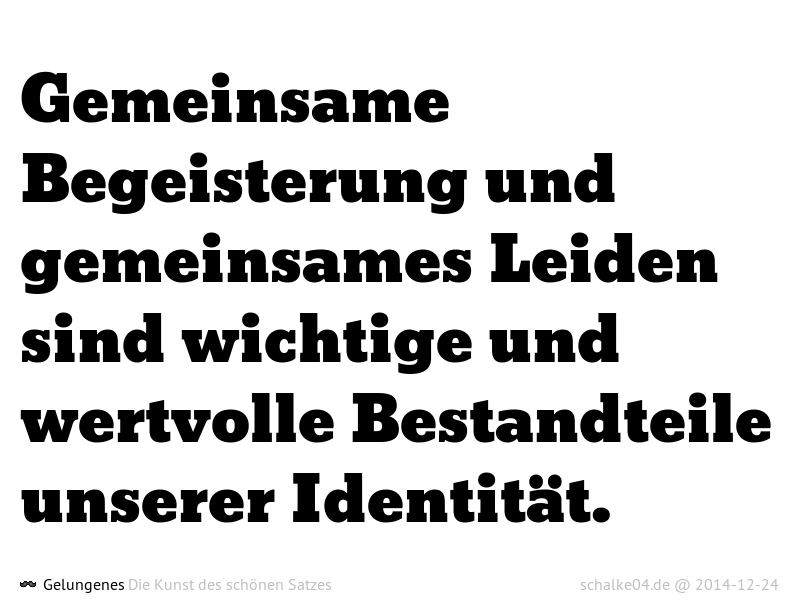 Gemeinsame
Begeisterung und
gemeinsames Leiden
sind wichtige und
wertvolle Bestandteile
unserer Identität.
Gelungenes Die Kunst des schönen Satzes
schalke04.de @ 2014-12-24